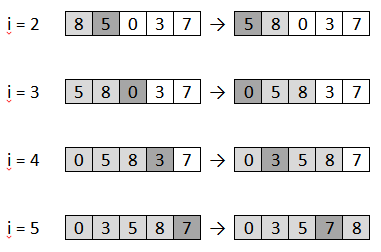 i = 2 8 5 0 3 7 → 5 8 0 3 7
i = 3 5 8 0 3 7 → 0 5 8 3 7
i = 4 0 5 8 3 7 → 0 3 5 8 7
i = 5 0 3 5 8 7 → 0 3 5 7 8